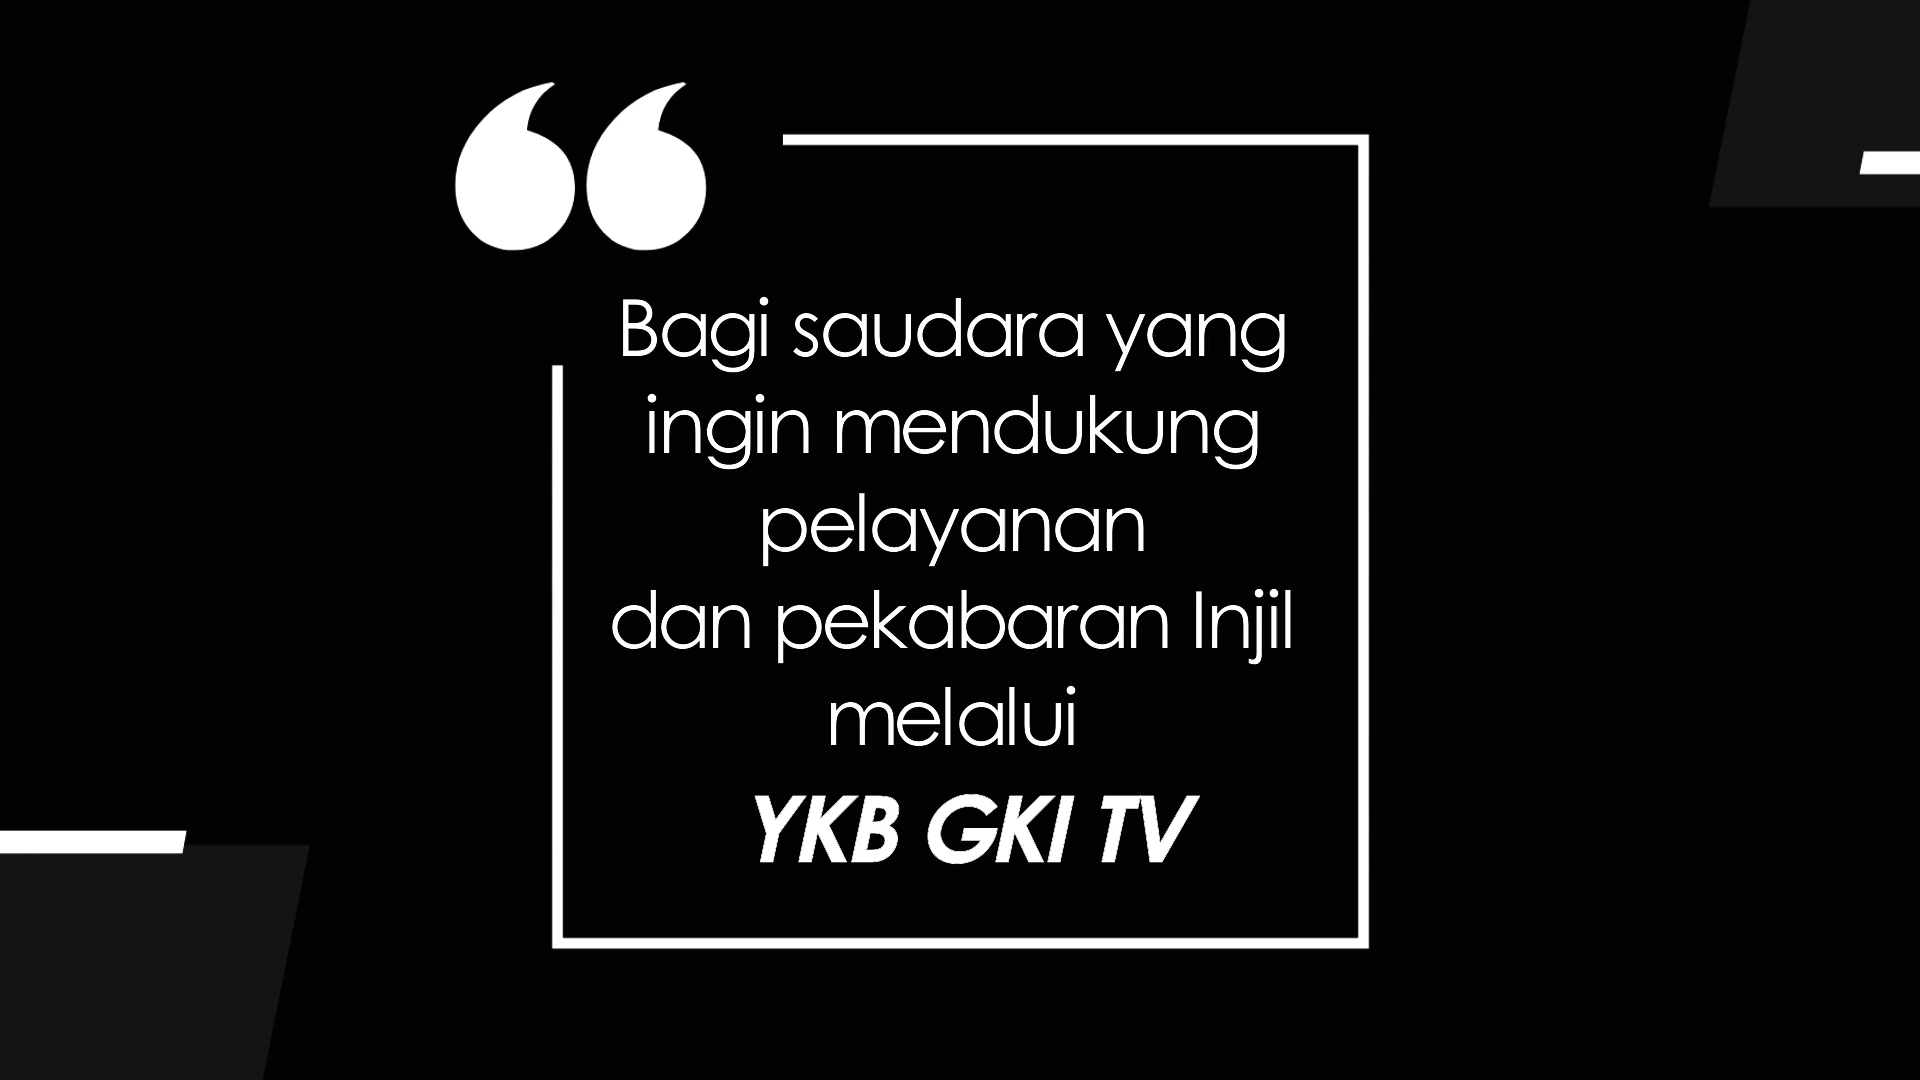 Bagi saudara yang
ingin mendukung
pelayanan
dan pekabaran Injil
melalui
YKB GKI TV